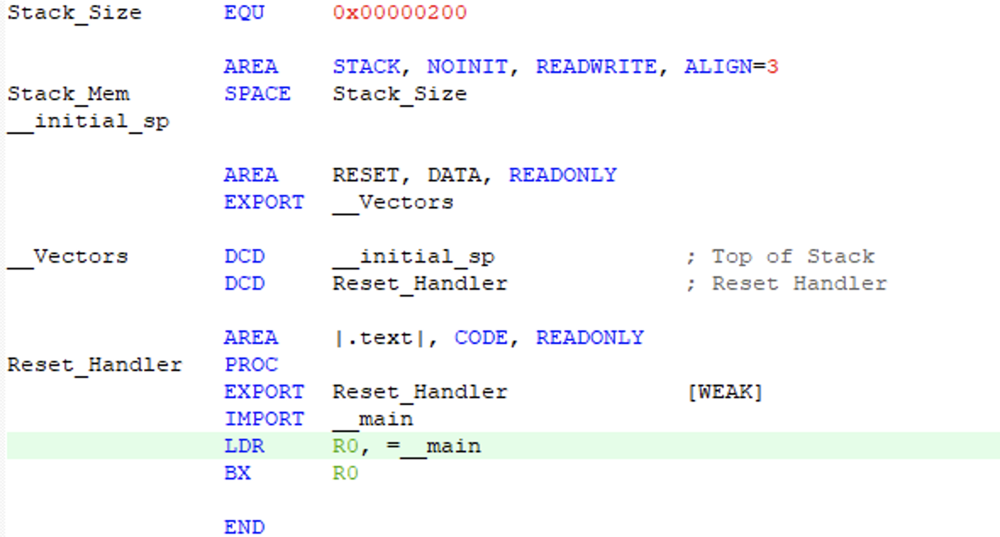 Stack_Size EQU 0x00000200
AREA STACK, NOINIT, READWRITE, ALIGN=3
Stack_Mem SPACE Stack_Size
__initial_sp
AREA RESET, DATA, READONLY
EXPORT __Vectors
__Vectors DCD __initial_sp ; Top of Stack
DCD Reset_Handler ; Reset Handler
AREA |.text|, CODE, READONLY
Reset_Handler PROC
EXPORT Reset_Handler [WEAK]
IMPORT __main
LDR R0, =__main
BX R0
END